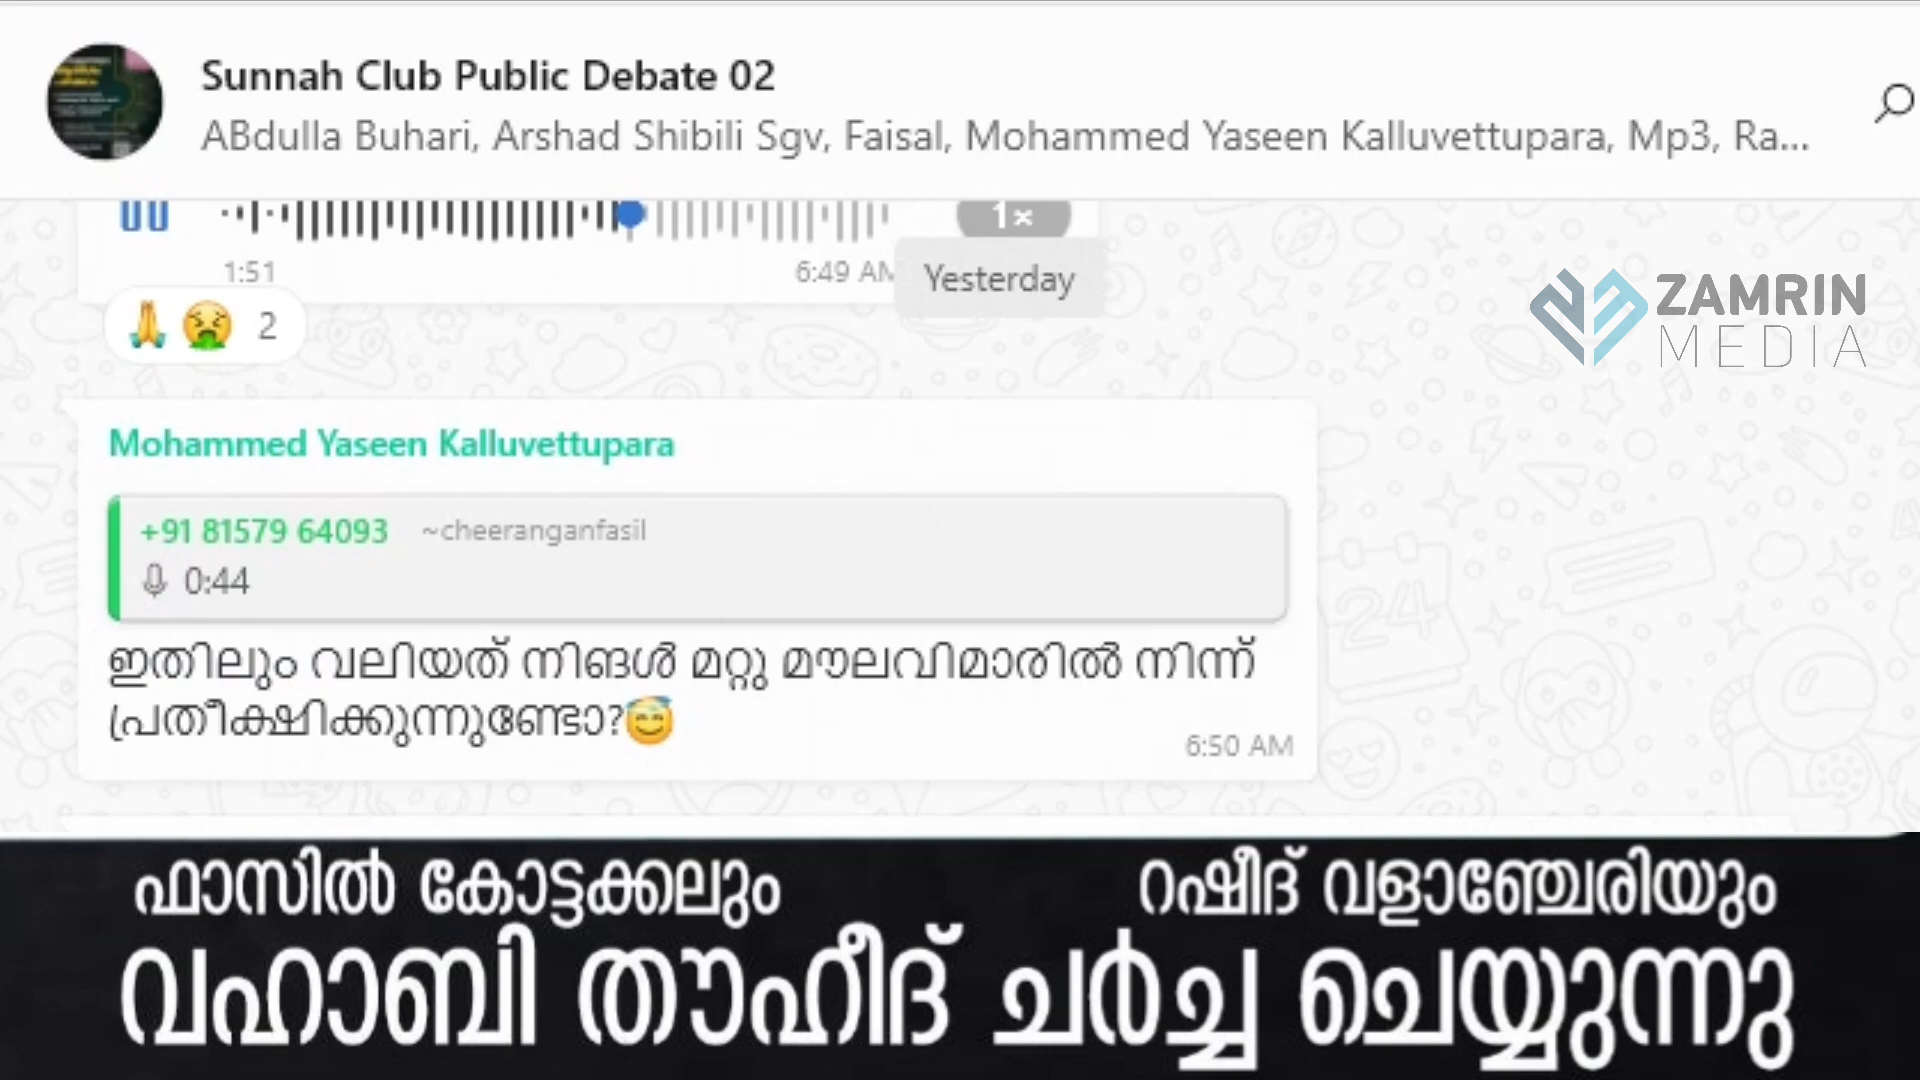 Sunnah Club Public Debate 02
ABdulla Buhari, Arshad Shibili Sgv, Faisal, Mohammed Yaseen Kalluvettupara, Mp3, Ra...
1×
1:51
6:49 AM
Yesterday
2
ZAMRIN
MEDIA
Mohammed Yaseen Kalluvettupara
+91 81579 64093 ~cheeranganfasil
0:44
ഇതിലും വലിയത് നിങൾ മറ്റു മൗലവിമാരിൽ നിന്ന്
പ്രതീക്ഷിക്കുന്നുണ്ടോ?😇
6:50 AM
ഫാസിൽ കോട്ടക്കലും റഷീദ് വളാഞ്ചേരിയും
വഹാബി തൗഹീദ് ചർച്ച ചെയ്യുന്നു